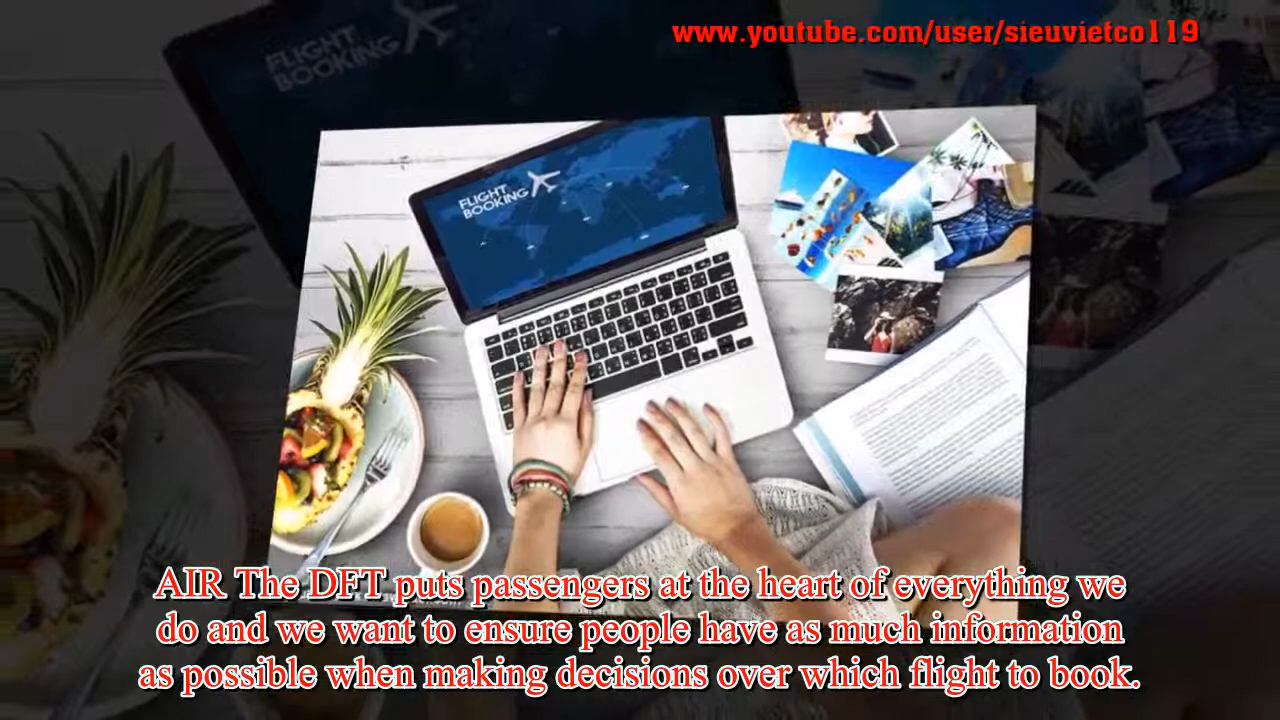 www.youtube.com/user/sieuvietco119
FLIGHT
BOOKING
FLIGHT
BOOKING
AIR The DFT puts passengers at the heart of everything we
do and we want to ensure people have as much information
as possible when making decisions over which flight to book.